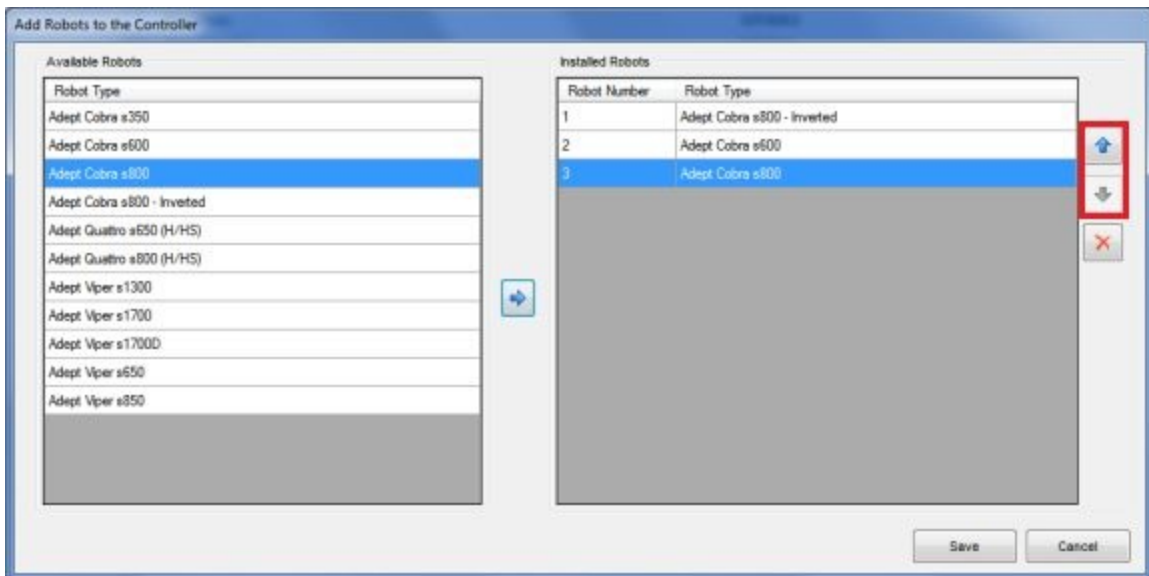 Add Robots to the Controller
Available Robots
Robot Type
Adept Cobra s350
Adept Cobra s600
Adept Cobra s800
Adept Cobra s800 - Inverted
Adept Quattro s650 (H/HS)
Adept Quattro s800 (H/HS)
Adept Viper s1300
Adept Viper s1700
Adept Viper s1700D
Adept Viper s650
Adept Viper s850
Installed Robots
Robot Number Robot Type
1 Adept Cobra s800 - Inverted
2 Adept Cobra s600
3 Adept Cobra s800
Save Cancel